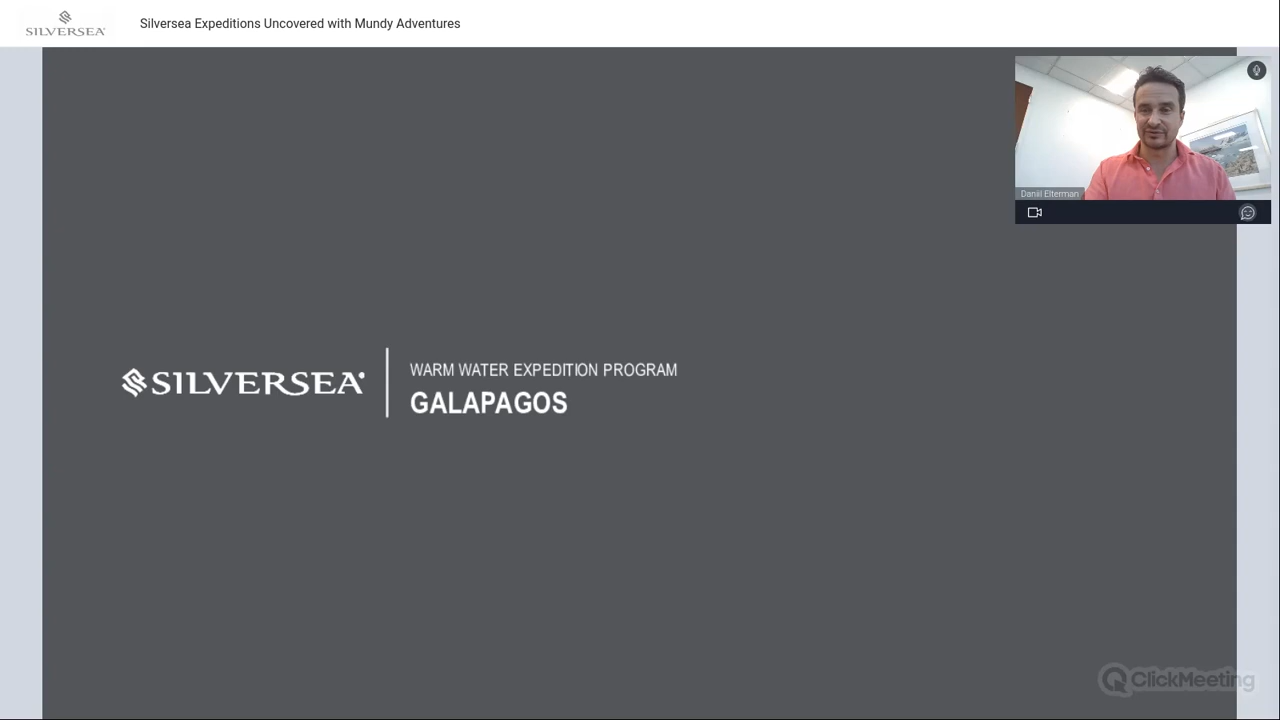 SILVERSEA
Silversea Expeditions Uncovered with Mundy Adventures
Daniil Elterman
SILVERSEA
WARM WATER EXPEDITION PROGRAM
GALAPAGOS
ClickMeeting